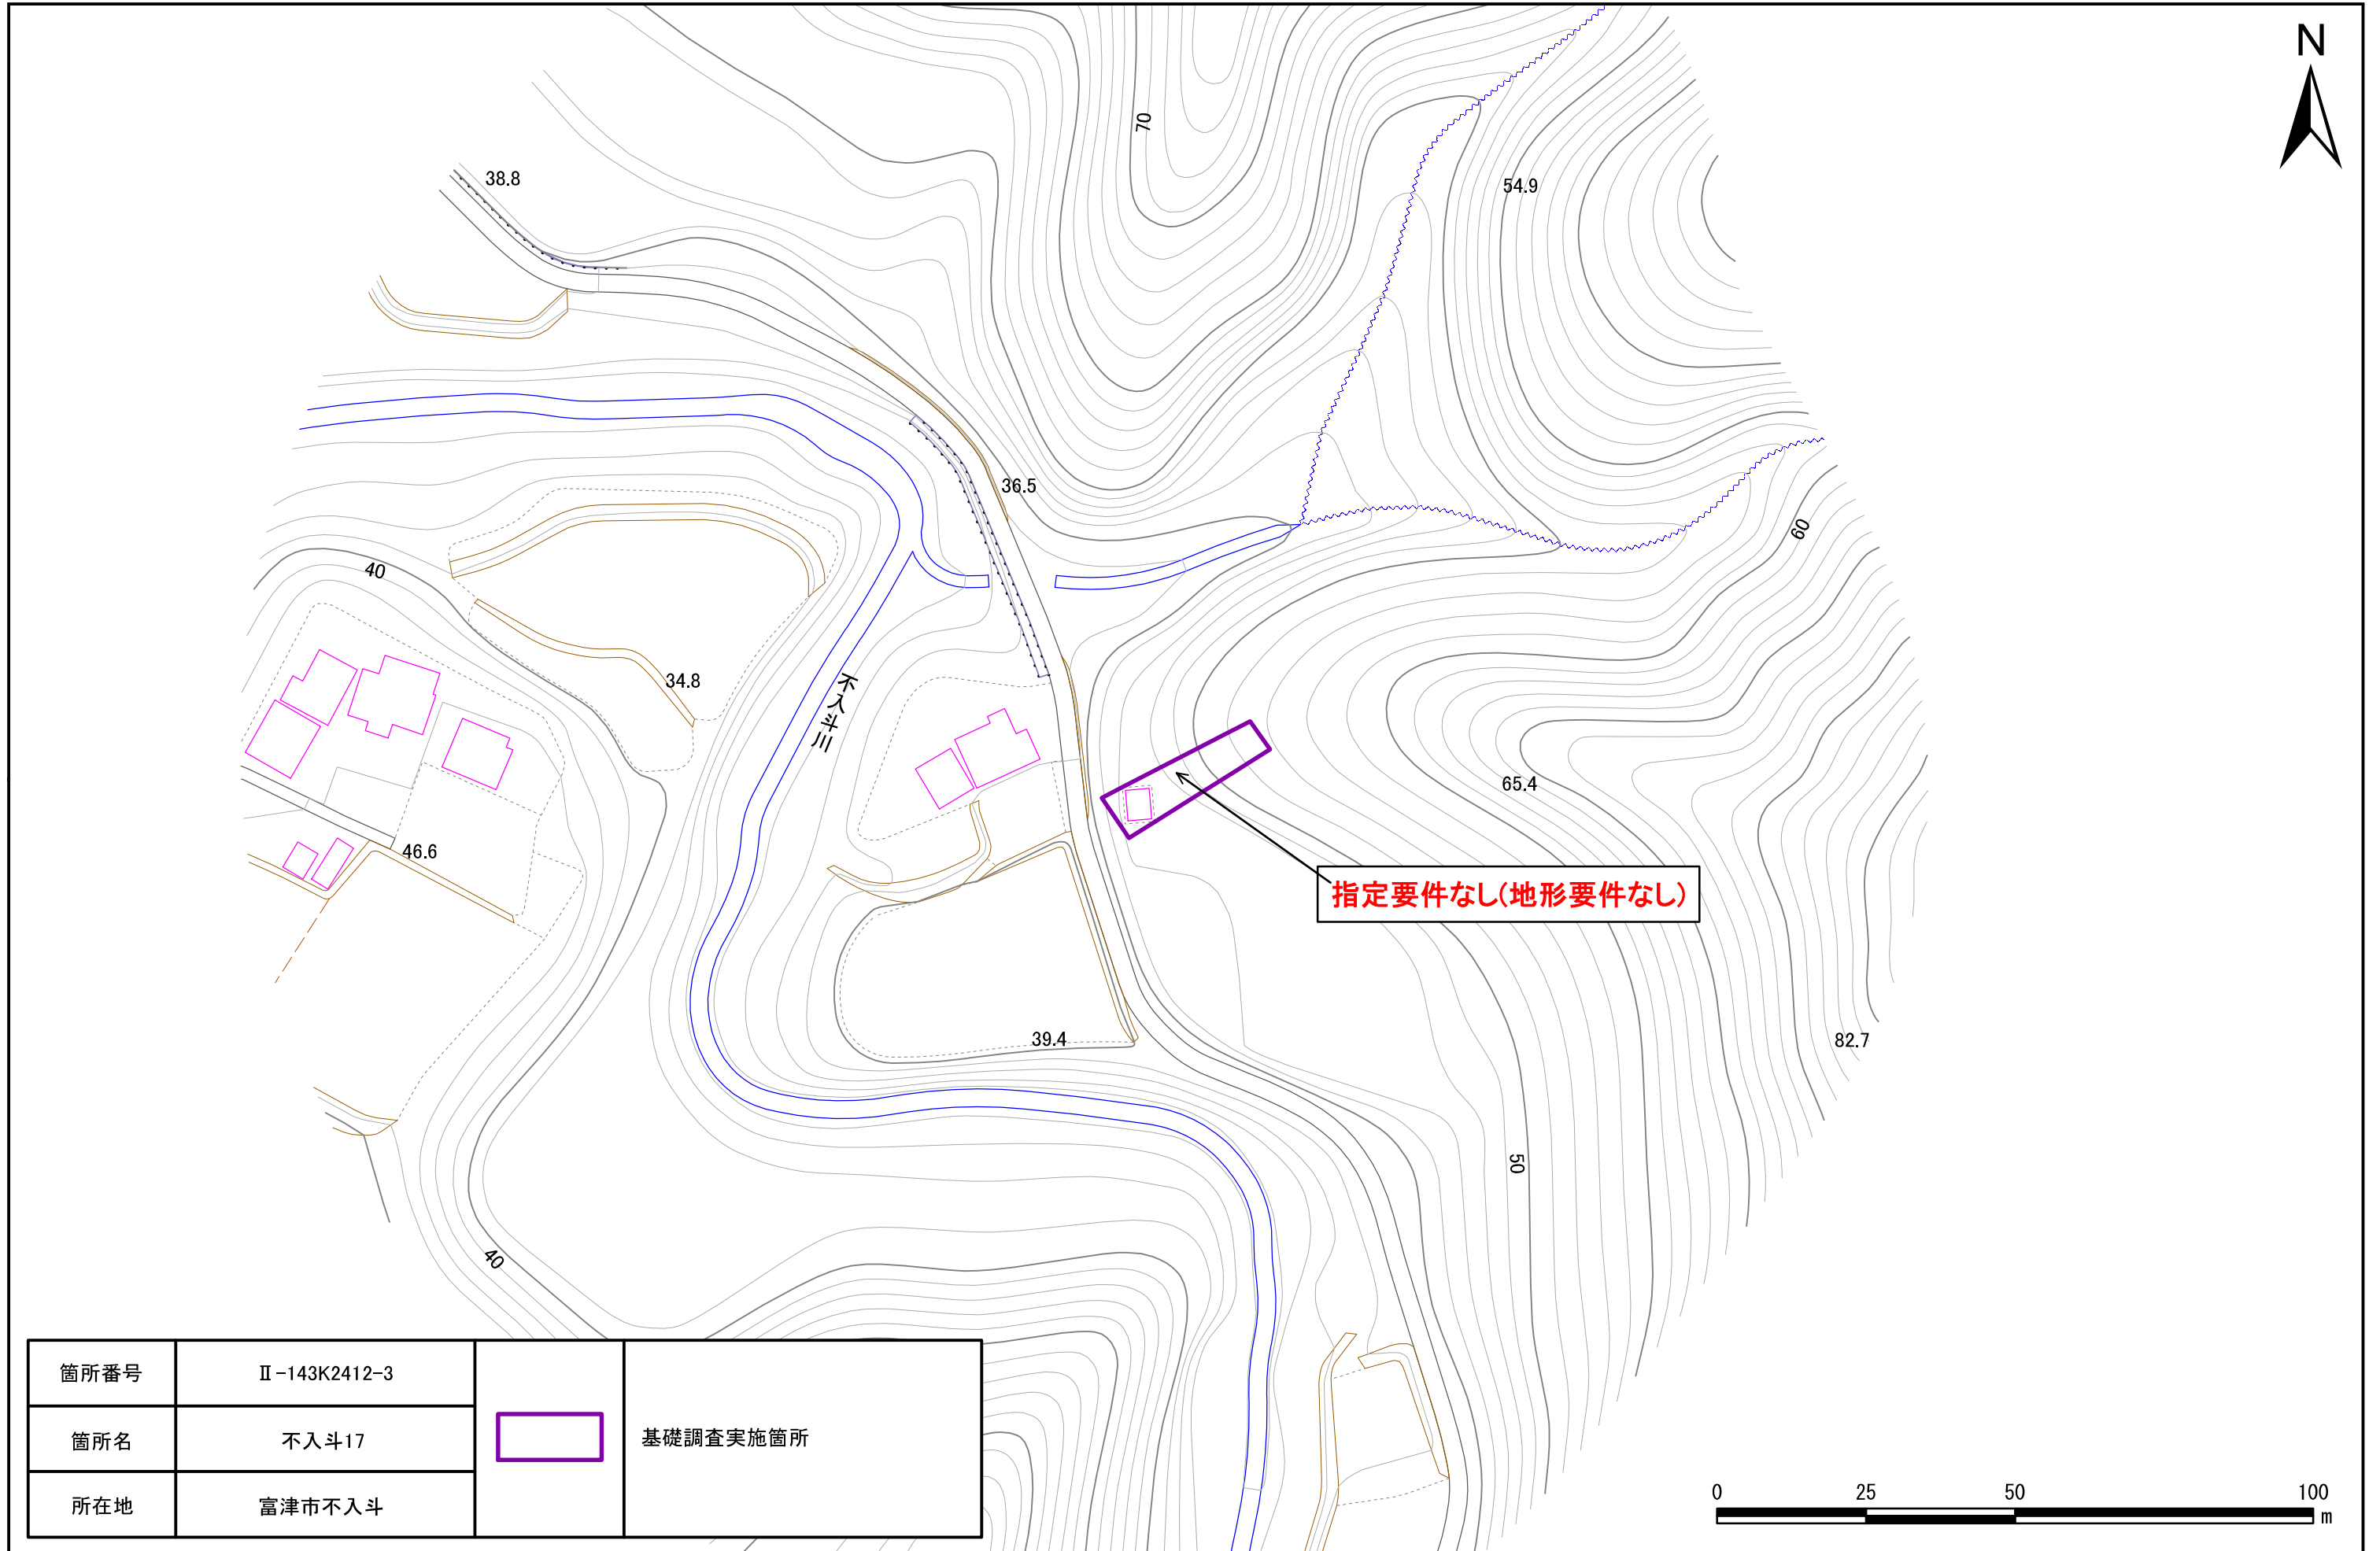 N
70
38.8
54.9
36.5
60
40
34.8
不入斗川
65.4
46.6
指定要件なし(地形要件なし)
39.4
82.7
50
40
箇所番号 Ⅱ-143K2412-3
箇所名 不入斗17
所在地 富津市不入斗
基礎調査実施箇所
0 25 50 100
m